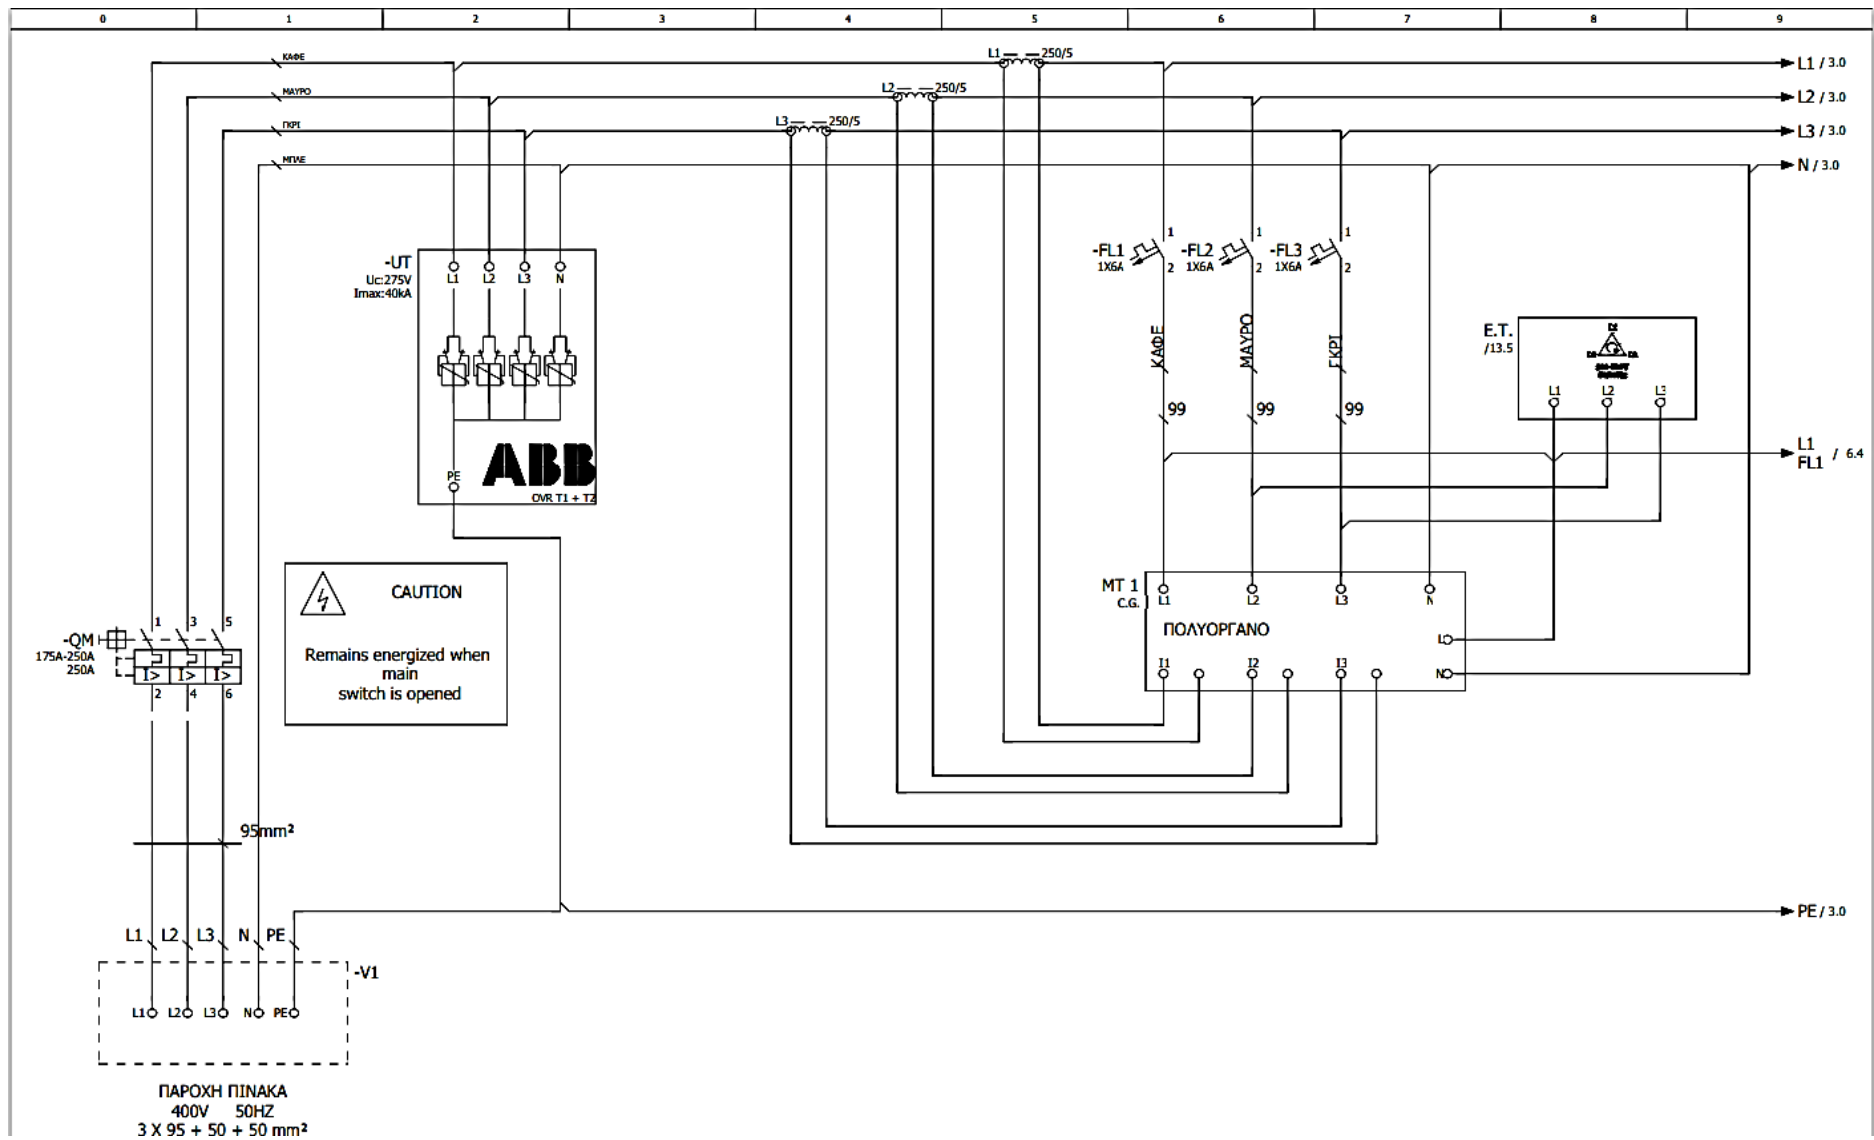 0 1 2 3 4 5 6 7 8 9
ΚΑΦΕ
L1 250/5
L1 / 3.0
ΜΑΥΡΟ
L2 250/5
L2 / 3.0
ΓΚΡΙ
L3 250/5
L3 / 3.0
ΜΠΛΕ
N / 3.0
-UT
Uc:275V
Imax:40kA
L1 L2 L3 N
PE
ABB
OVR T1 + T2
-FL1
1X6A
1
2
-FL2
1X6A
1
2
-FL3
1X6A
1
2
ΚΑΦΕ
ΜΑΥΡΟ
ΓΚΡΙ
99 99 99
E.T.
/13.5
L1 L2 L3
L1
FL1 / 6.4
CAUTION
Remains energized when
main
switch is opened
-QM
175A-250A
250A
1 3 5
I> I> I>
2 4 6
MT 1
C.G.
L1 L2 L3 N
ΠΟΛΥΟΡΓΑΝΟ
L
I1 I2 I3
N
95mm²
PE / 3.0
L1 L2 L3 N PE
-V1
L1 L2 L3 N PE
ΠΑΡΟΧΗ ΠΙΝΑΚΑ
400V 50HZ
3 X 95 + 50 + 50 mm²